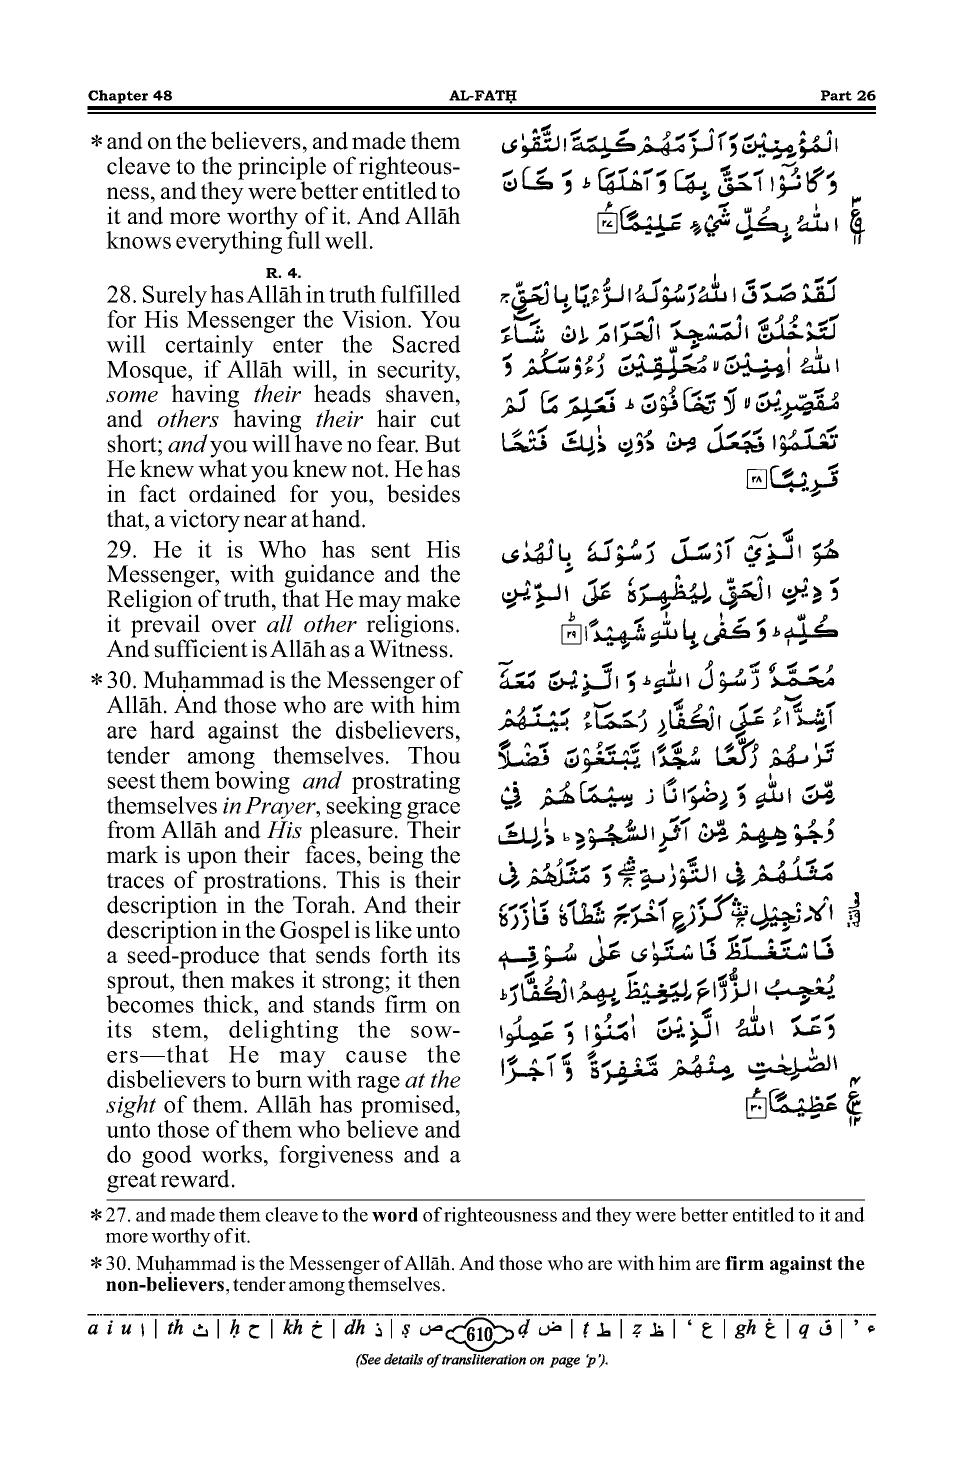 Chapter 48 AL-FATḤ Part 26
*and on the believers, and made them
cleave to the principle of righteous-
ness, and they were better entitled to
it and more worthy of it. And Allāh
knows everything full well.
R. 4.
28. Surely has Allāh in truth fulfilled
for His Messenger the Vision. You
will certainly enter the Sacred
Mosque, if Allāh will, in security,
some having their heads shaven,
and others having their hair cut
short; and you will have no fear. But
He knew what you knew not. He has
in fact ordained for you, besides
that, a victory near at hand.
29. He it is Who has sent His
Messenger, with guidance and the
Religion of truth, that He may make
it prevail over all other religions.
And sufficient is Allāh as a Witness.
*30. Muḥammad is the Messenger of
Allāh. And those who are with him
are hard against the disbelievers,
tender among themselves. Thou
seest them bowing and prostrating
themselves in Prayer, seeking grace
from Allāh and His pleasure. Their
mark is upon their faces, being the
traces of prostrations. This is their
description in the Torah. And their
description in the Gospel is like unto
a seed-produce that sends forth its
sprout, then makes it strong; it then
becomes thick, and stands firm on
its stem, delighting the sow-
ers—that He may cause the
disbelievers to burn with rage at the
sight of them. Allāh has promised,
unto those of them who believe and
do good works, forgiveness and a
great reward.
الْمُؤْمِنِيْنَ وَ اَلْزَمَهُمْ كَلِمَةَ التَّقْوٰى
وَ كَانُوْۤا اَحَقَّ بِهَا وَ اَهْلَهَا ؕ وَ كَانَ
اللّٰهُ بِكُلِّ شَيْءٍ عَلِيْمًا ۲۷
لَقَدْ صَدَقَ اللّٰهُ رَسُوْلَهُ الرُّءْيَا بِالْحَقِّ ۚ
لَتَدْخُلُنَّ الْمَسْجِدَ الْحَرَامَ اِنْ شَآءَ
اللّٰهُ اٰمِنِيْنَ ۙ مُحَلِّقِيْنَ رُءُوْسَكُمْ وَ
مُقَصِّرِيْنَ ۙ لَا تَخَافُوْنَ ؕ فَعَلِمَ مَا لَمْ
تَعْلَمُوْا فَجَعَلَ مِنْ دُوْنِ ذٰلِكَ فَتْحًا
قَرِيْبًا ۲۸
هُوَ الَّذِيْۤ اَرْسَلَ رَسُوْلَهٗ بِالْهُدٰى
وَ دِيْنِ الْحَقِّ لِيُظْهِرَهٗ عَلَى الدِّيْنِ
كُلِّهٖ ؕ وَ كَفٰى بِاللّٰهِ شَهِيْدًا ۲۹
مُحَمَّدٌ رَّسُوْلُ اللّٰهِ ؕ وَ الَّذِيْنَ مَعَهٗۤ
اَشِدَّآءُ عَلَى الْكُفَّارِ رُحَمَآءُ بَيْنَهُمْ
تَرٰىهُمْ رُكَّعًا سُجَّدًا يَّبْتَغُوْنَ فَضْلًا
مِّنَ اللّٰهِ وَ رِضْوَانًا ؗ سِيْمَاهُمْ فِيْ
وُجُوْهِهِمْ مِّنْ اَثَرِ السُّجُوْدِ ؕ ذٰلِكَ
مَثَلُهُمْ فِى التَّوْرٰىةِ ۛۖ وَ مَثَلُهُمْ فِى
الْاِنْجِيْلِ ۛ۫ كَزَرْعٍ اَخْرَجَ شَطْـَٔهٗ فَاٰزَرَهٗ معانقة
فَاسْتَغْلَظَ فَاسْتَوٰى عَلٰى سُوْقِهٖ
يُعْجِبُ الزُّرَّاعَ لِيَغِيْظَ بِهِمُ الْكُفَّارَ ؕ
وَعَدَ اللّٰهُ الَّذِيْنَ اٰمَنُوْا وَ عَمِلُوا
الصّٰلِحٰتِ مِنْهُمْ مَّغْفِرَةً وَّ اَجْرًا
عَظِيْمًا ۳۰
*27. and made them cleave to the word of righteousness and they were better entitled to it and
more worthy of it.
*30. Muḥammad is the Messenger of Allāh. And those who are with him are firm against the
non-believers, tender among themselves.
a i u ا | th ث | ḥ ح | kh خ | dh ذ | ṣ ص 610 ḍ ض | ṭ ط | ẓ ظ | ‘ ع | gh غ | q ق | ’ ء
(See details of transliteration on page ‘p’).